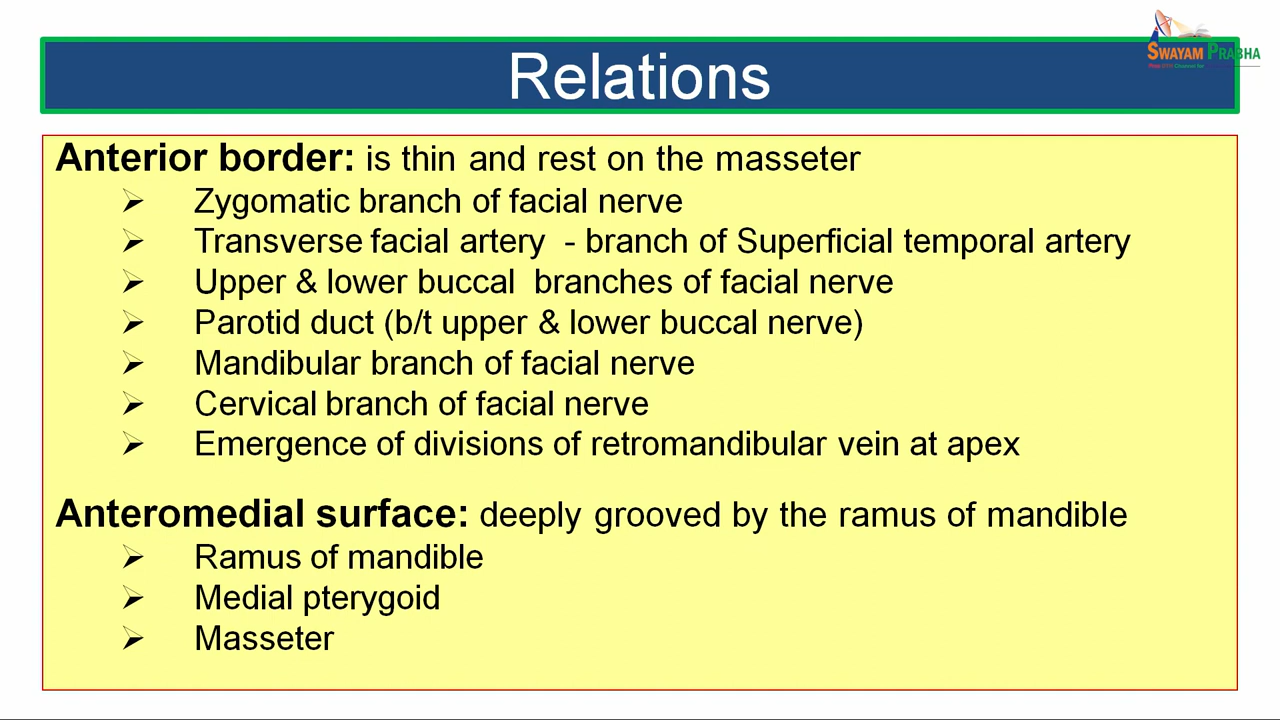 SWAYAM PRABHA
Relations
Anterior border: is thin and rest on the masseter
➢ Zygomatic branch of facial nerve
➢ Transverse facial artery - branch of Superficial temporal artery
➢ Upper & lower buccal branches of facial nerve
➢ Parotid duct (b/t upper & lower buccal nerve)
➢ Mandibular branch of facial nerve
➢ Cervical branch of facial nerve
➢ Emergence of divisions of retromandibular vein at apex
Anteromedial surface: deeply grooved by the ramus of mandible
➢ Ramus of mandible
➢ Medial pterygoid
➢ Masseter